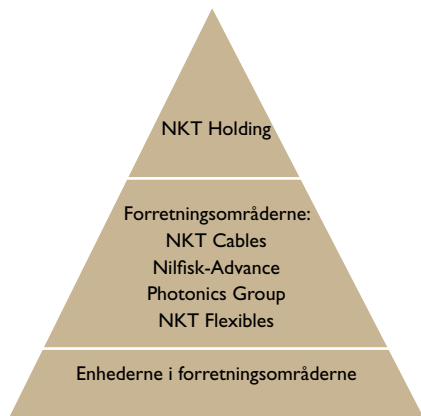 NKT Holding
Forretningsområderne:
NKT Cables
Nilfisk-Advance
Photonics Group
NKT Flexibles
Enhederne i forretningsområderne